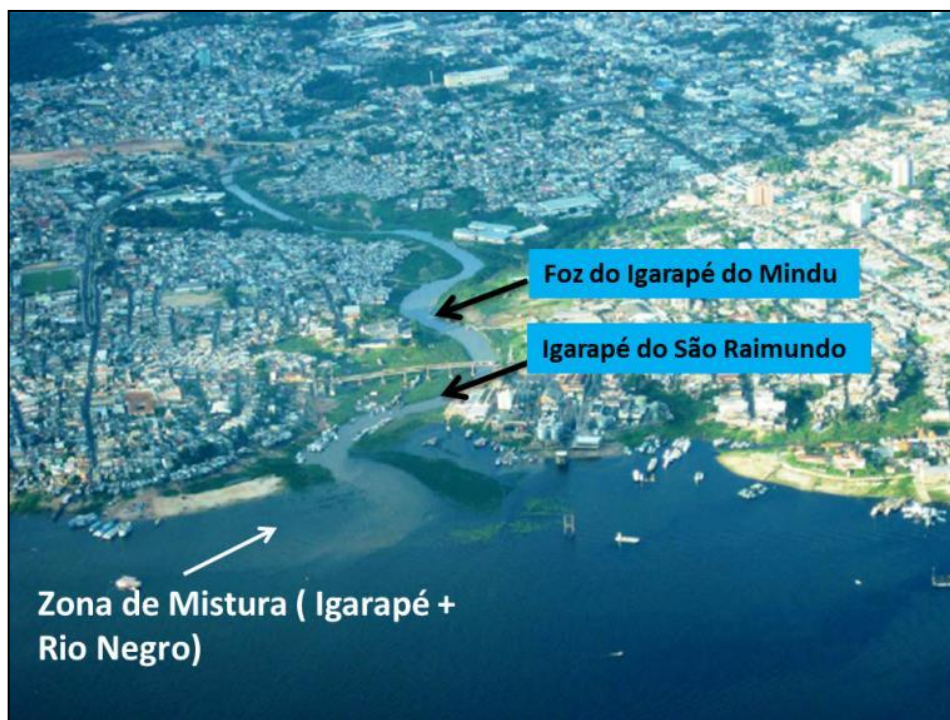 Foz do Igarapé do Mindu
Igarapé do São Raimundo
Zona de Mistura ( Igarapé +
Rio Negro)